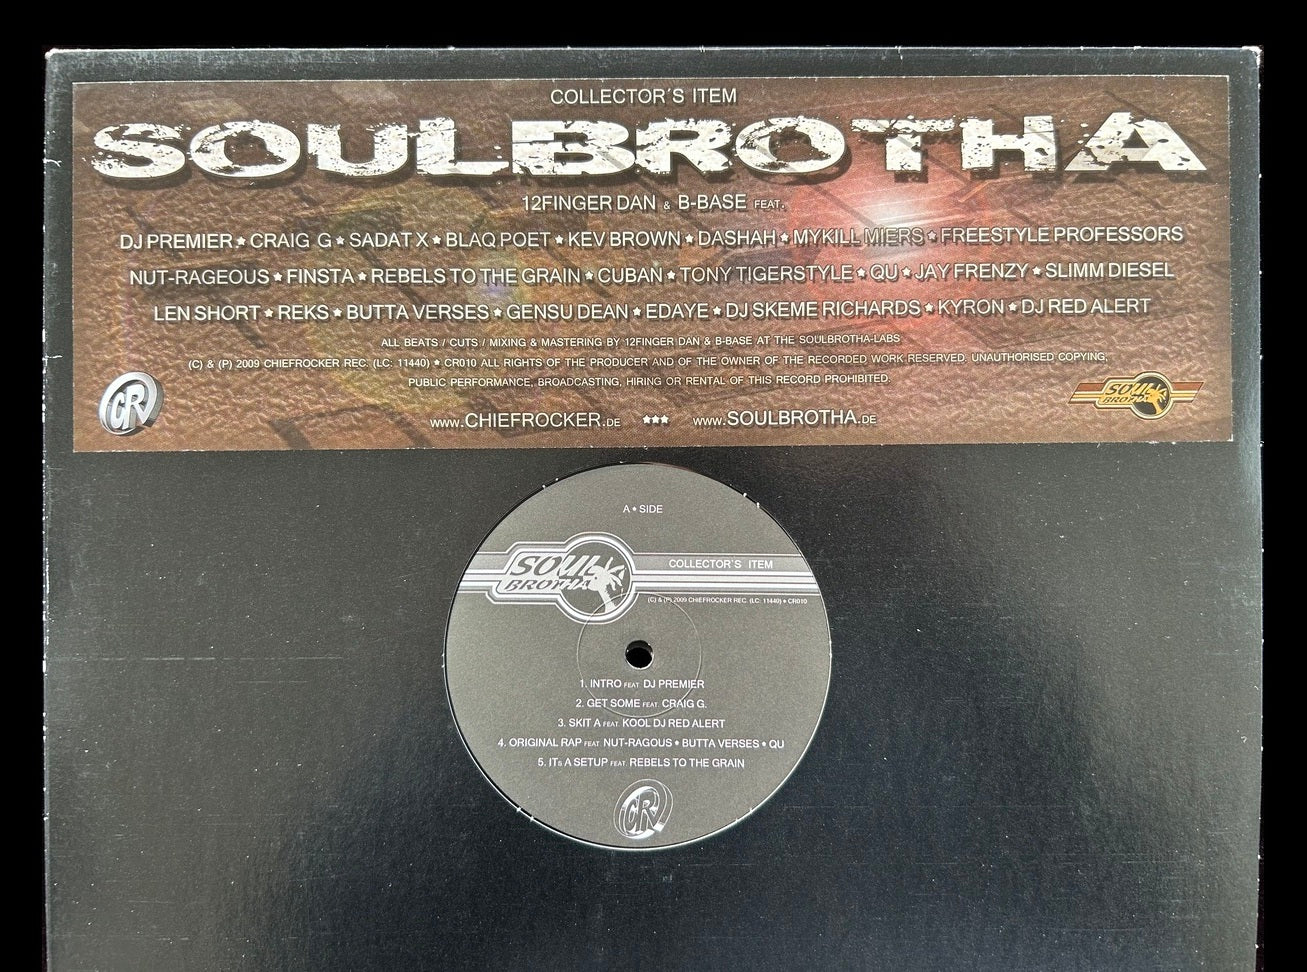 COLLECTOR´S ITEM
SOULBROTHA
12FINGER DAN & B-BASE FEAT.
DJ PREMIER ★ CRAIG G ★ SADAT X ★ BLAQ POET ★ KEV BROWN ★ DASHAH ★ MYKILL MIERS ★ FREESTYLE PROFESSORS
NUT-RAGEOUS ★ FINSTA ★ REBELS TO THE GRAIN ★ CUBAN ★ TONY TIGERSTYLE ★ QU ★ JAY FRENZY ★ SLIMM DIESEL
LEN SHORT ★ REKS ★ BUTTA VERSES ★ GENSU DEAN ★ EDAYE ★ DJ SKEME RICHARDS ★ KYRON ★ DJ RED ALERT
ALL BEATS / CUTS / MIXING & MASTERING BY 12FINGER DAN & B-BASE AT THE SOULBROTHA-LABS
(C) & (P) 2009 CHIEFROCKER REC. (LC: 11440) ★ CR010 ALL RIGHTS OF THE PRODUCER AND OF THE OWNER OF THE RECORDED WORK RESERVED. UNAUTHORISED COPYING,
PUBLIC PERFORMANCE, BROADCASTING, HIRING OR RENTAL OF THIS RECORD PROHIBITED.
CR
WWW.CHIEFROCKER.DE ★★★ WWW.SOULBROTHA.DE
SOUL
BROTHA
A • SIDE
SOUL
BROTHA
COLLECTOR´S ITEM
(C) & (P) 2009 CHIEFROCKER REC. (LC: 11440) ★ CR010
1. INTRO FEAT. DJ PREMIER
2. GET SOME FEAT. CRAIG G.
3. SKIT A FEAT. KOOL DJ RED ALERT
4. ORIGINAL RAP FEAT. NUT-RAGOUS • BUTTA VERSES • QU
5. ITs A SETUP FEAT. REBELS TO THE GRAIN
CR